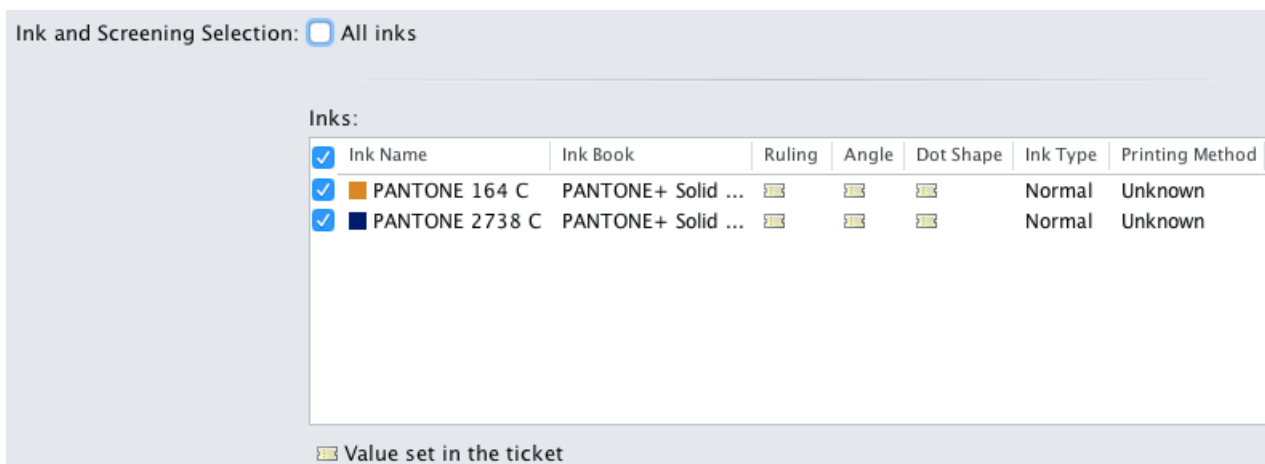 Ink and Screening Selection: All inks
Inks:
Ink Name Ink Book Ruling Angle Dot Shape Ink Type Printing Method
PANTONE 164 C PANTONE+ Solid ... Normal Unknown
PANTONE 2738 C PANTONE+ Solid ... Normal Unknown
Value set in the ticket